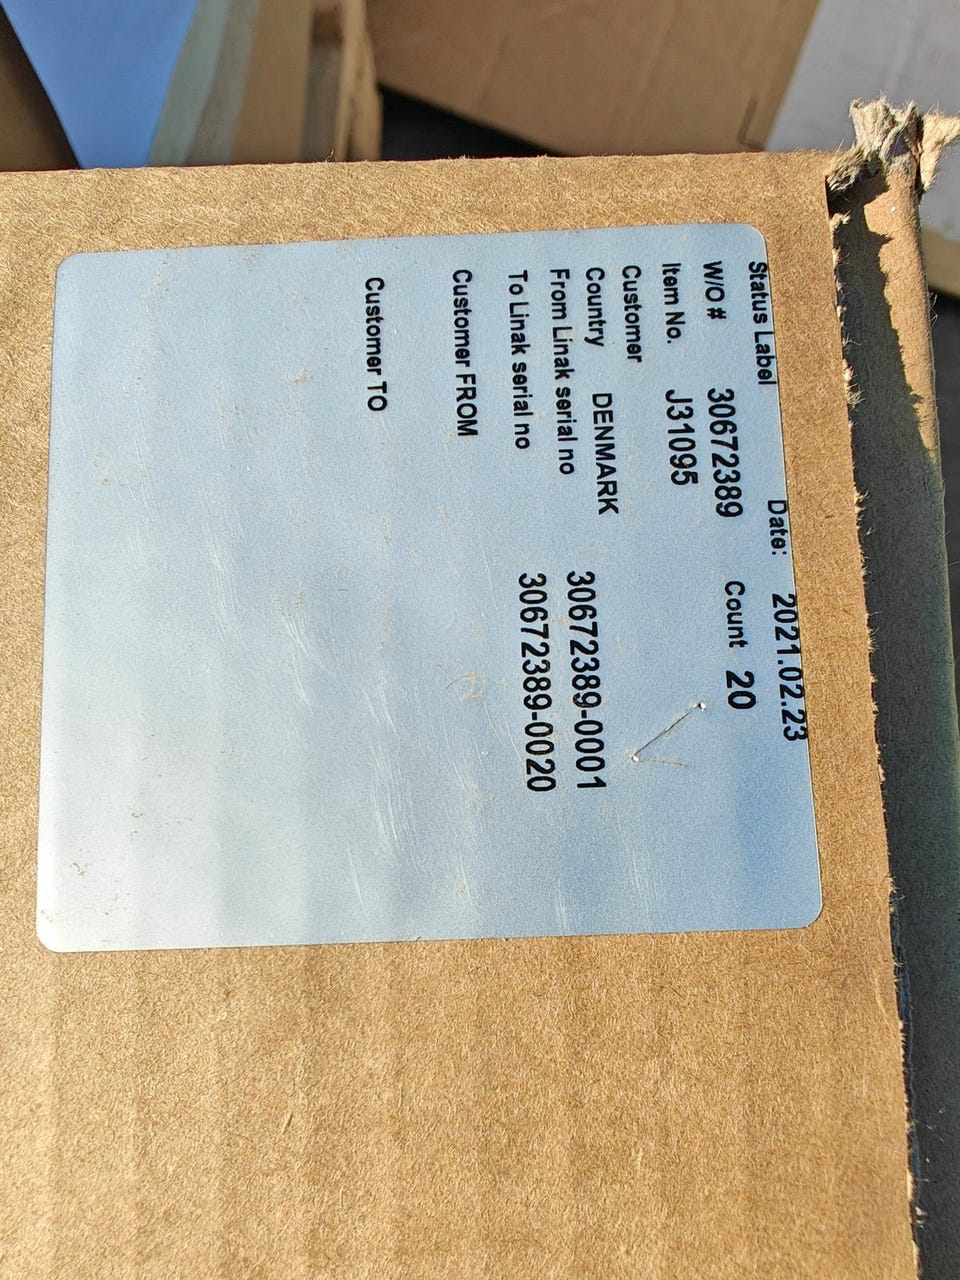 Status Label Date: 2021.02.23
W/O # 30672389 Count 20
Item No. J31095
Customer
Country DENMARK
From Linak serial no 30672389-0001
To Linak serial no 30672389-0020
Customer FROM
Customer TO